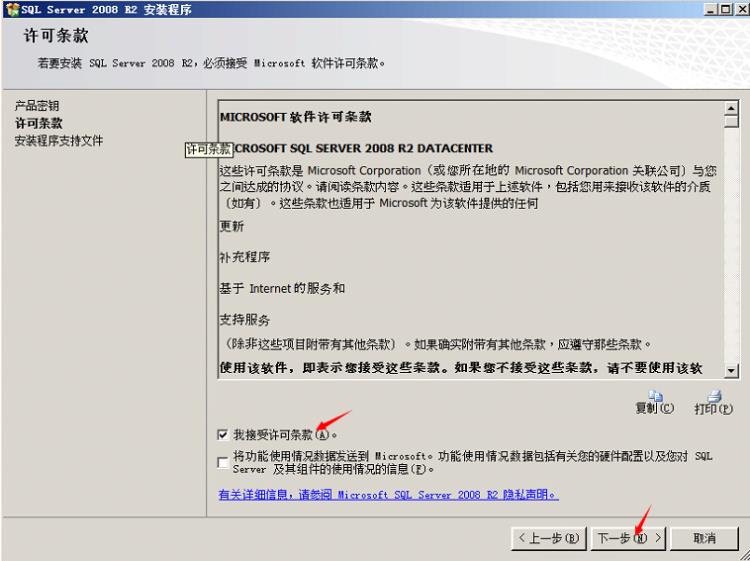 SQL Server 2008 R2 安装程序
许可条款
若要安装 SQL Server 2008 R2，必须接受 Microsoft 软件许可条款。
产品密钥
许可条款
安装程序支持文件
许可条款
MICROSOFT 软件许可条款
CROSOFT SQL SERVER 2008 R2 DATACENTER
这些许可条款是 Microsoft Corporation（或您所在地的 Microsoft Corporation 关联公司）与您
之间达成的协议。请阅读条款内容。这些条款适用于上述软件，包括您用来接收该软件的介质
（如有）。这些条款也适用于 Microsoft 为该软件提供的任何
更新
补充程序
基于 Internet 的服务和
支持服务
（除非这些项目附带有其他条款）。如果确实附带有其他条款，应遵守那些条款。
使用该软件，即表示您接受这些条款。如果您不接受这些条款，请不要使用该软
复制(C)
打印(P)
我接受许可条款(A)。
将功能使用情况数据发送到 Microsoft。功能使用情况数据包括有关您的硬件配置以及您对 SQL
Server 及其组件的使用情况的信息(F)。
有关详细信息，请参阅 Microsoft SQL Server 2008 R2 隐私声明。
< 上一步(B)
下一步(N) >
取消